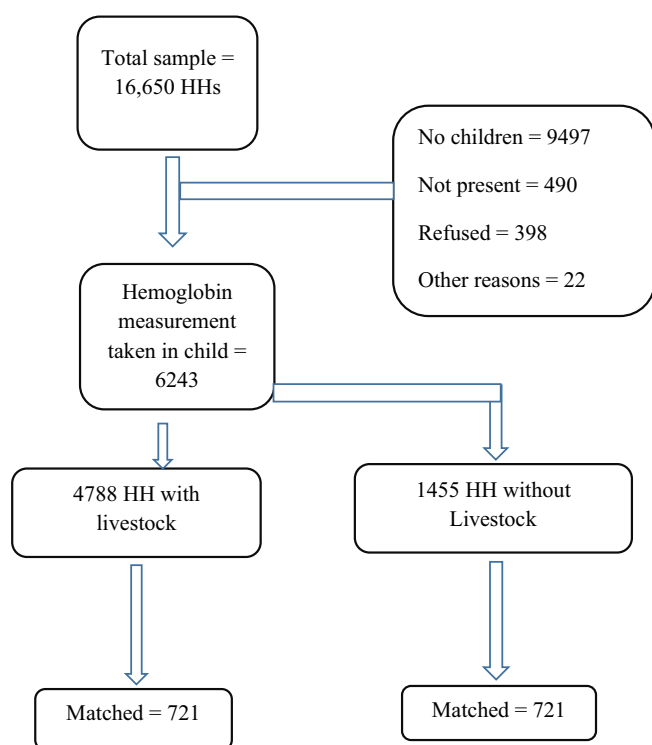 Total sample =
16,650 HHs
No children = 9497
Not present = 490
Refused = 398
Other reasons = 22
Hemoglobin
measurement
taken in child =
6243
4788 HH with
livestock
1455 HH without
Livestock
Matched = 721
Matched = 721